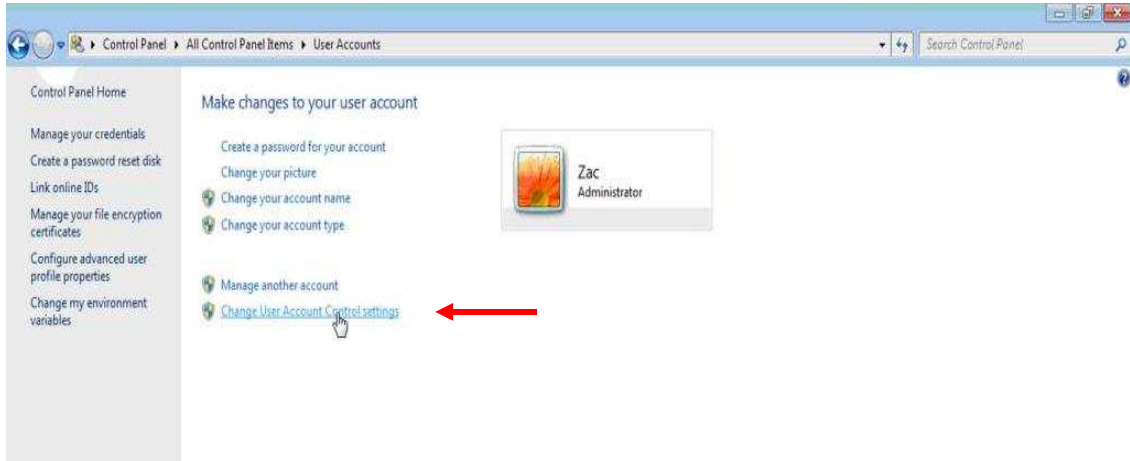 Control Panel ▸ All Control Panel Items ▸ User Accounts
Search Control Panel
Control Panel Home
Manage your credentials
Create a password reset disk
Link online IDs
Manage your file encryption
certificates
Configure advanced user
profile properties
Change my environment
variables
Make changes to your user account
Create a password for your account
Change your picture
Change your account name
Change your account type
Manage another account
Change User Account Control settings
Zac
Administrator